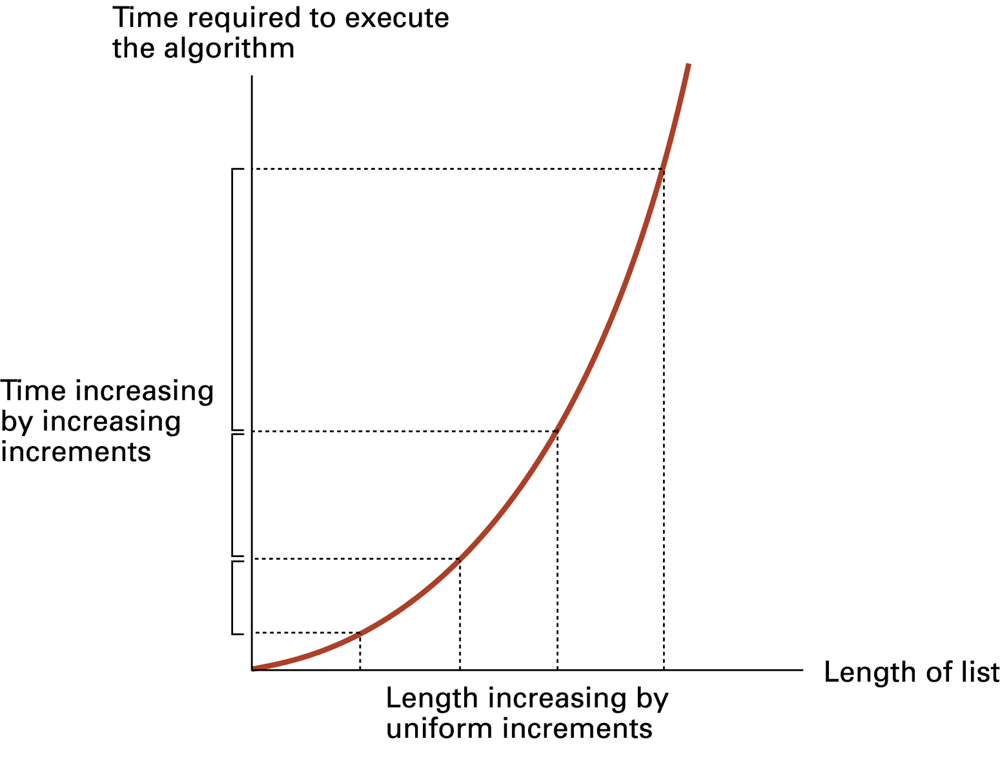 Time required to execute
the algorithm
Time increasing
by increasing
increments
Length of list
Length increasing by
uniform increments